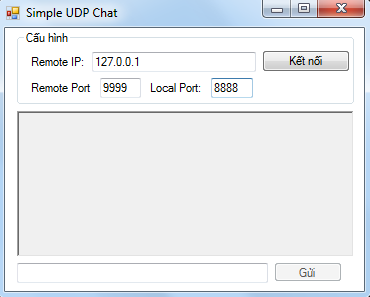 Simple UDP Chat
Cấu hình
Remote IP: 127.0.0.1 Kết nối
Remote Port 9999 Local Port: 8888
Gửi